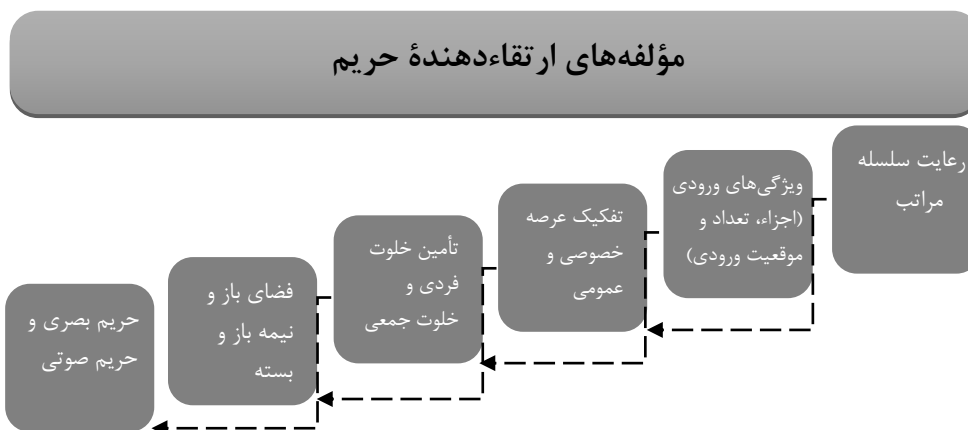 مؤلفه‌های ارتقاءدهندهٔ حریم
رعایت سلسله
مراتب
ویژگی‌های ورودی
(اجزاء، تعداد و
موقعیت ورودی)
تفکیک عرصه
خصوصی و
عمومی
تأمین خلوت
فردی و
خلوت جمعی
فضای باز و
نیمه باز و
بسته
حریم بصری و
حریم صوتی